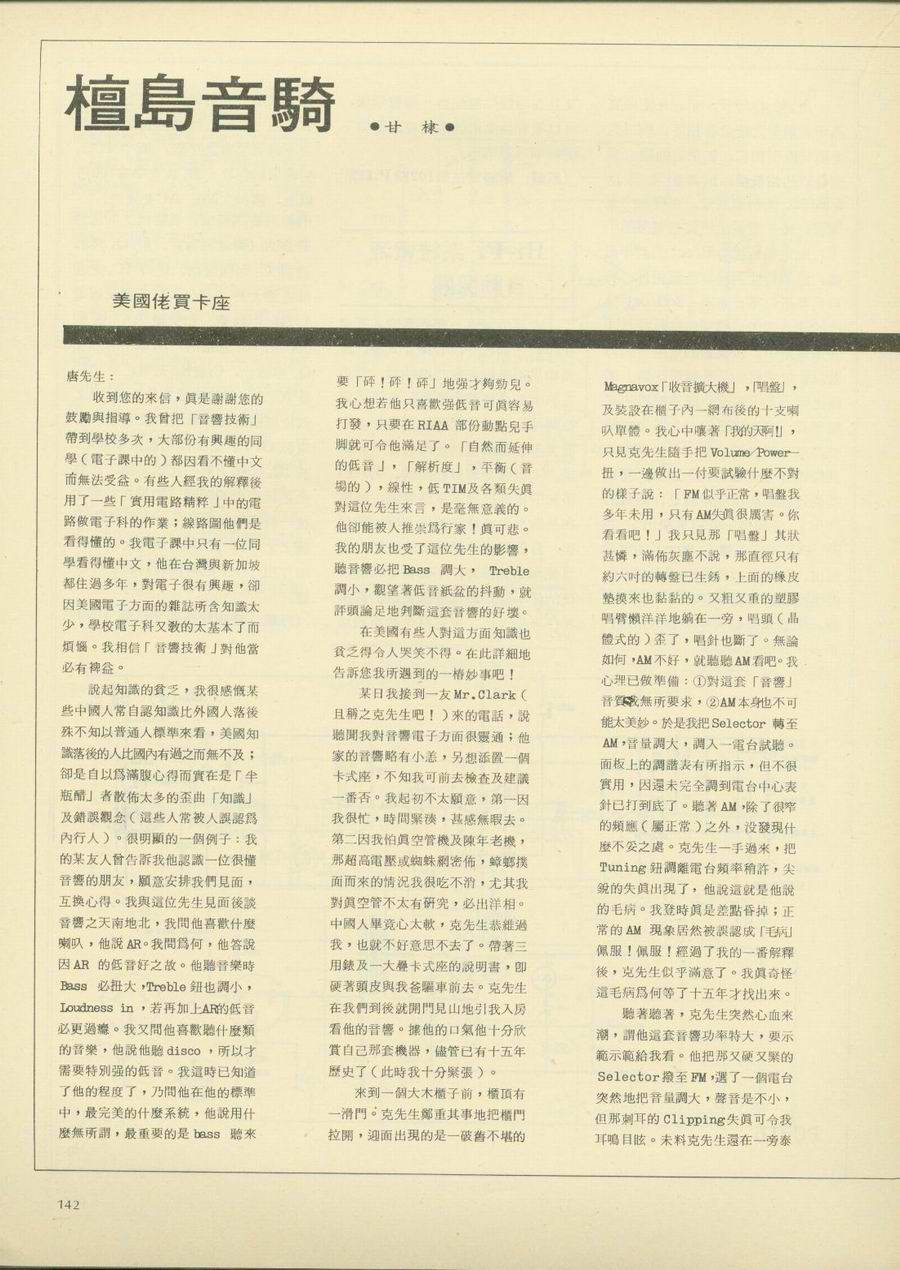 檀島音騎
●甘 棣●
美國佬買卡座
唐先生：
收到您的來信，眞是謝謝您的
鼓勵與指導。我曾把「音響技術」
帶到學校多次，大部份有興趣的同
學（電子課中的）都因看不懂中文
而無法受益。有些人經我的解釋後
用了一些「實用電路精粹」中的電
路做電子科的作業；線路圖他們是
看得懂的。我電子課中只有一位同
學看得懂中文，他在台灣與新加坡
都住過多年，對電子很有興趣，卻
因美國電子方面的雜誌所含知識太
少，學校電子科又敎的太基本了而
煩惱。我相信「音響技術」對他當
必有裨益。
說起知識的貧乏，我很感慨某
些中國人常自認知識比外國人落後
殊不知以普通人標準來看，美國知
識落後的人比國內有過之而無不及；
卻是自以爲滿腹心得而實在是「半
瓶醋」者散佈太多的歪曲「知識」
及錯誤觀念（這些人常被人誤認爲
內行人）。很明顯的一個例子：我
的某友人曾告訴我他認識一位很懂
音響的朋友，願意安排我們見面，
互換心得。我與這位先生見面後談
音響之天南地北，我問他喜歡什麼
喇叭，他說AR。我問爲何，他答說
因AR 的低音好之故。他聽音樂時
Bass 必扭大，Treble 鈕也調小，
Loudness in ，若再加上AR的低音
必更過癮。我又問他喜歡聽什麼類
的音樂，他說他聽 disco ，所以才
需要特別强的低音。我這時已知道
了他的程度了，乃問他在他的標準
中，最完美的什麼系統，他說用什
麼無所謂，最重要的是 bass 聽來
要「砰！砰！砰」地强才夠勁兒。
我心想若他只喜歡强低音可眞容易
打發，只要在 RIAA 部份動點兒手
脚就可令他滿足了。「自然而延伸
的低音」，「解析度」，平衡（音
場的），線性，低TIM及各類失眞
對這位先生來言，是毫無意義的。
他卻能被人推崇爲行家！眞可悲。
我的朋友也受了這位先生的影響，
聽音響必把 Bass 調大， Treble
調小，觀望著低音紙盆的抖動，就
評頭論足地判斷這套音響的好壞。
在美國有些人對這方面知識也
貧乏得令人哭笑不得。在此詳細地
告訴您我所遇到的一樁妙事吧！
某日我接到一友Mr.Clark（
且稱之克先生吧！）來的電話，說
聽聞我對音響電子方面很靈通；他
家的音響略有小恙，另想添置一個
卡式座，不知我可前去檢查及建議
一番否。我起初不太願意，第一因
我很忙，時間緊湊，甚感無暇去。
第二因我怕眞空管機及陳年老機，
那超高電壓或蜘蛛網密佈，蟑螂撲
面而來的情況我很吃不消，尤其我
對眞空管不太有硏究，必出洋相。
中國人畢竟心太軟，克先生恭維過
我，也就不好意思不去了。帶著三
用錶及一大疊卡式座的說明書，卽
硬著頭皮與我爸驅車前去。克先生
在我們到後就開門見山地引我入房
看他的音響。據他的口氣他十分欣
賞自己那套機器，儘管已有十五年
歷史了（此時我十分緊張）。
來到一個大木櫃子前，櫃頂有
一滑門。克先生鄭重其事地把櫃門
拉開，迎面出現的是一破舊不堪的
Magnavox「收音擴大機」，「唱盤」，
及裝設在櫃子內一網布後的十支喇
叭單體。我心中嚷著「我的天啊！」，
只見克先生隨手把 Volume／Power一
扭，一邊做出一付要試驗什麼不對
的樣子說：「FM似乎正常，唱盤我
多年未用，只有AM失眞很厲害。你
看看吧！」我只見那「唱盤」其狀
甚憐，滿佈灰塵不說，那直徑只有
約六吋的轉盤已生銹，上面的橡皮
墊摸來也黏黏的。又粗又重的塑膠
唱臂懶洋洋地躺在一旁，唱頭（晶
體式的）歪了，唱針也斷了。無論
如何，AM不好，就聽聽AM看吧。我
心理已做準備：①對這套「音響」
音質我無所要求，②AM本身也不可
能太美妙。於是我把Selector 轉至
AM，音量調大，調入一電台試聽。
面板上的調諧表有所指示，但不很
實用，因還未完全調到電台中心表
針已打到底了。聽著AM，除了很窄
的頻應（屬正常）之外，没發現什
麼不妥之處。克先生一手過來，把
Tuning鈕調離電台頻率稍許，尖
銳的失眞出現了，他說這就是他說
的毛病。我登時眞是差點昏掉；正
常的 AM 現象居然被誤認成「毛病」
佩服！佩服！經過了我的一番解釋
後，克先生似乎滿意了。我眞奇怪
這毛病爲何等了十五年才找出來。
聽著聽著，克先生突然心血來
潮，謂他這套音響功率特大，要示
範示範給我看。他把那又硬又緊的
Selector撥至FM，選了一個電台
突然地把音量調大，聲音是不小，
但那刺耳的Clipping失眞可令我
耳鳴目眩。未料克先生還在一旁泰
142